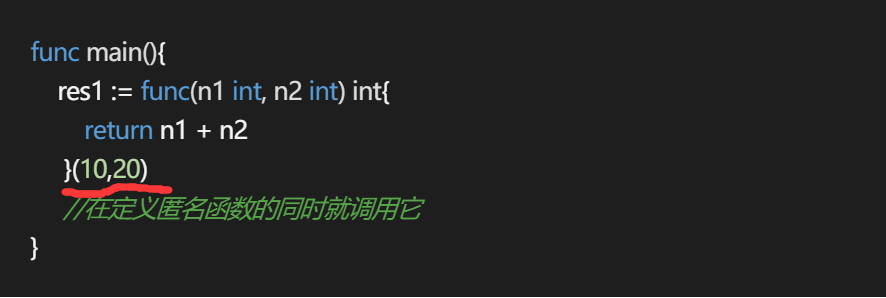 func main(){
res1 := func(n1 int, n2 int) int{
return n1 + n2
}(10,20)
//在定义匿名函数的同时就调用它
}